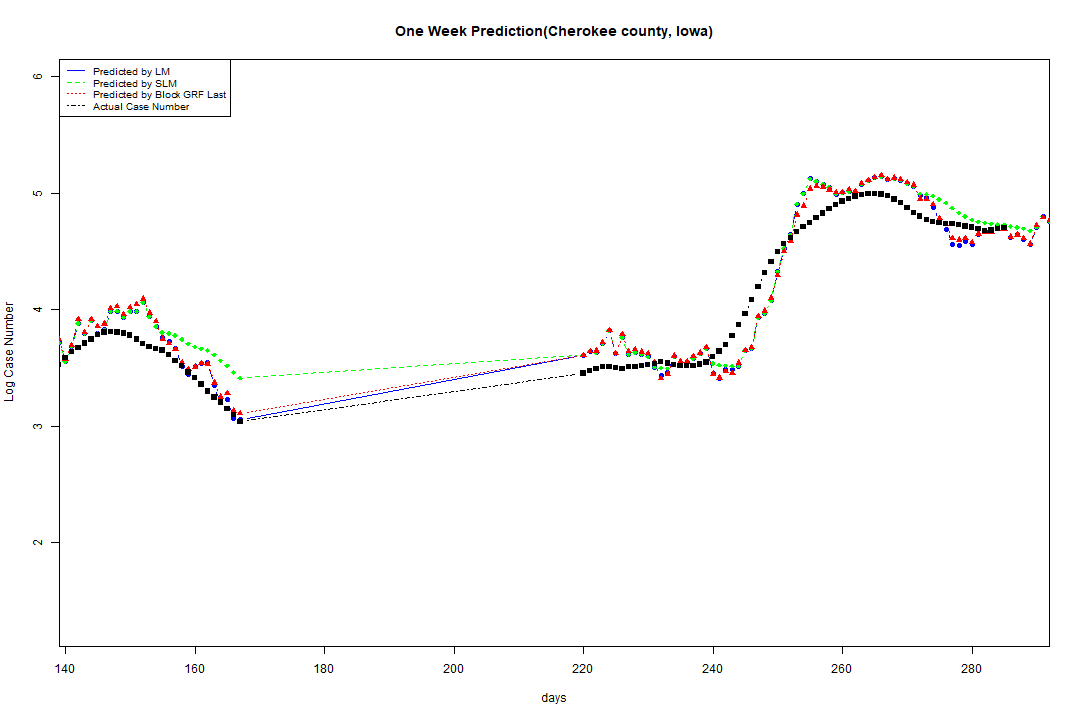 One Week Prediction(Cherokee county, Iowa)
Predicted by LM
Predicted by SLM
Predicted by Block GRF Last
Actual Case Number
6
5
4
3
2
Log Case Number
140 160 180 200 220 240 260 280
days